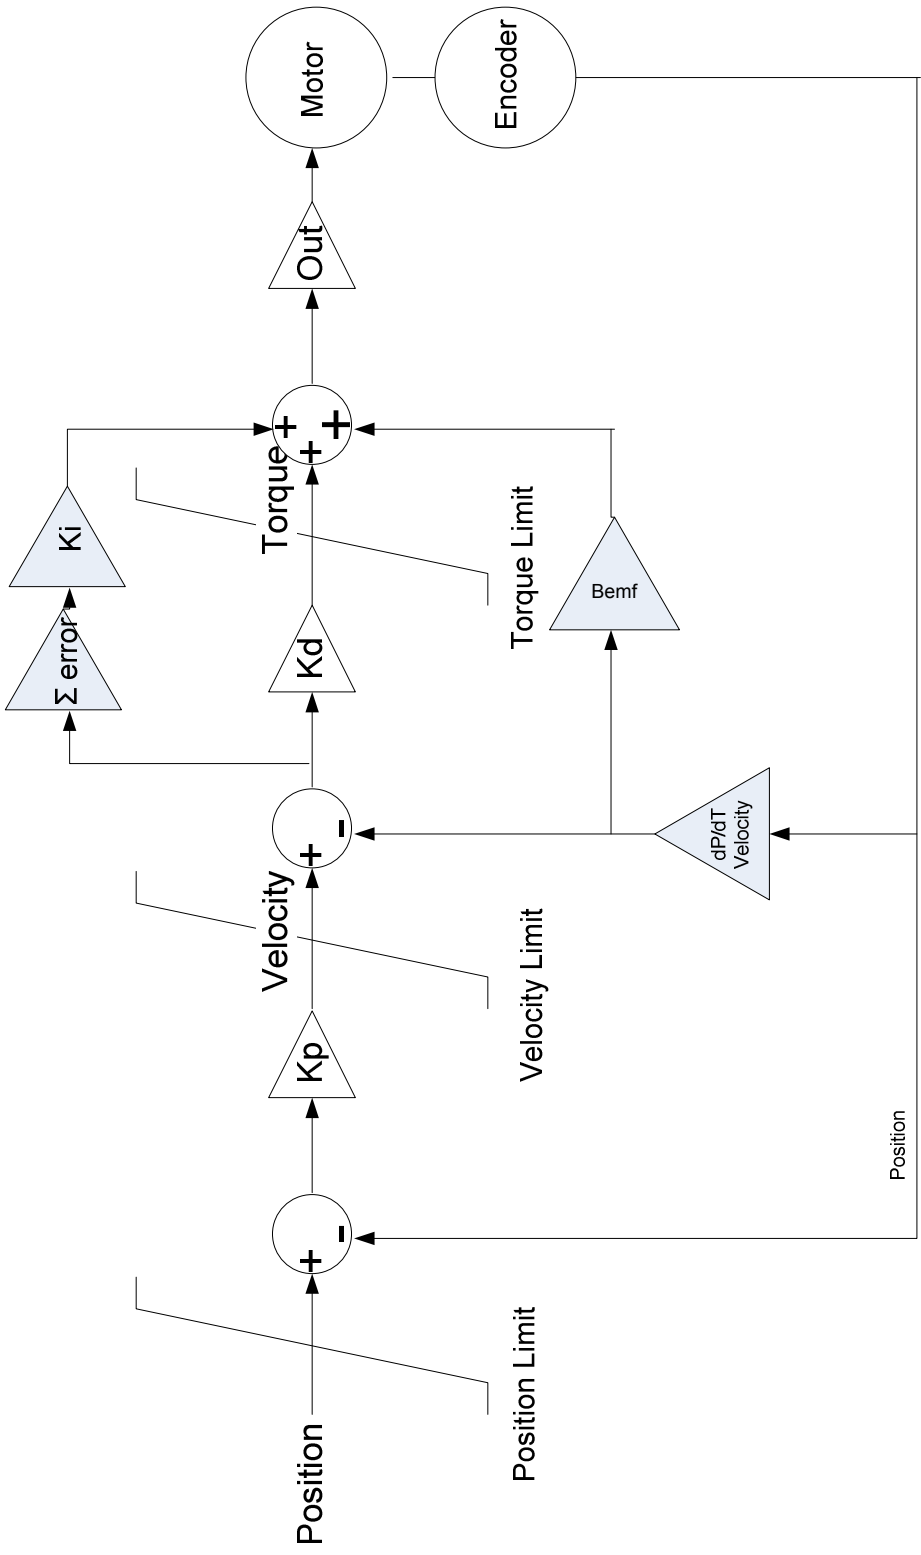 Position
Position Limit
+
-
Kp
Velocity
Velocity Limit
+
-
Σ error
Ki
Kd
Torque
Torque Limit
+
+
+
Out
Motor
Encoder
Bemf
dP/dT
Velocity
Position